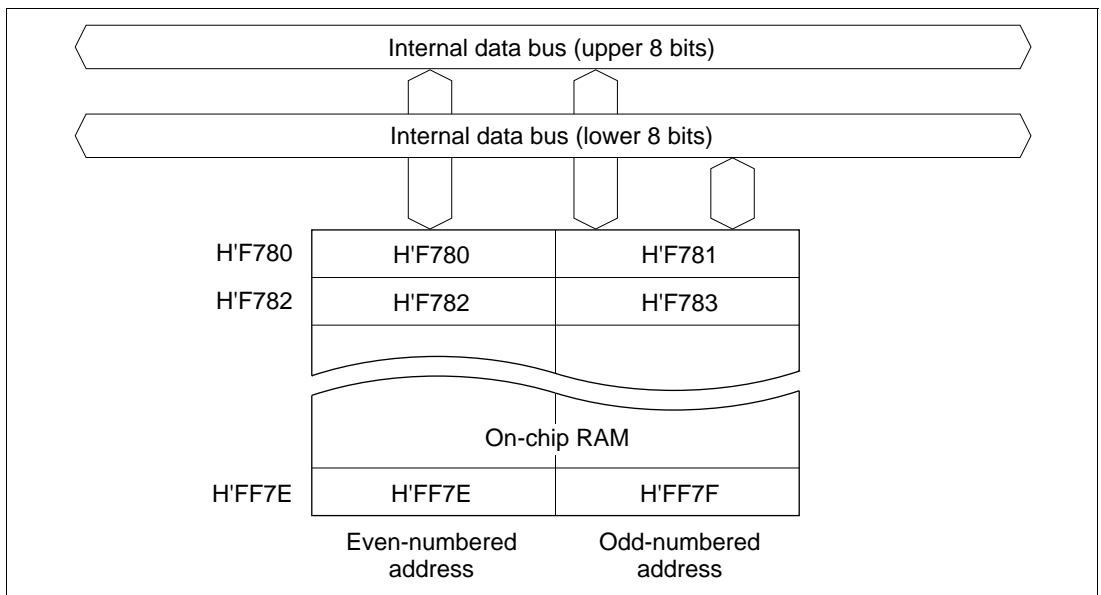 Internal data bus (upper 8 bits)
Internal data bus (lower 8 bits)
H'F780 H'F780 H'F781
H'F782 H'F782 H'F783
On-chip RAM
H'FF7E H'FF7E H'FF7F
Even-numbered address
Odd-numbered address